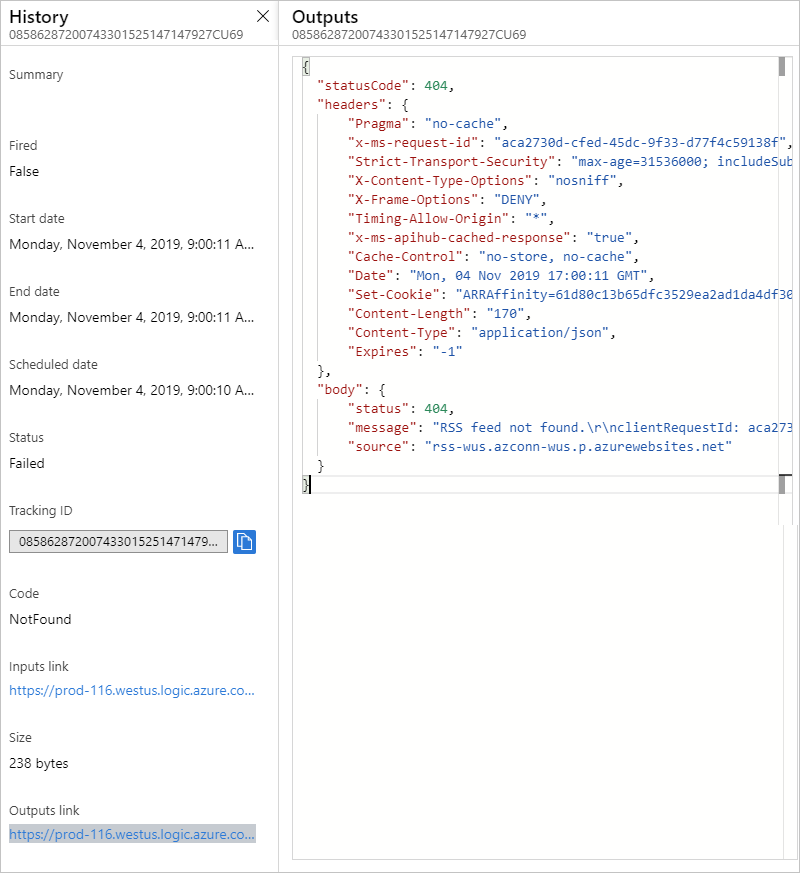 History
08586287200743301525147147927CU69
Summary
Fired
False
Start date
Monday, November 4, 2019, 9:00:11 A...
End date
Monday, November 4, 2019, 9:00:11 A...
Scheduled date
Monday, November 4, 2019, 9:00:10 A...
Status
Failed
Tracking ID
085862872007433015251471479...
Code
NotFound
Inputs link
https://prod-116.westus.logic.azure.co...
Size
238 bytes
Outputs link
https://prod-116.westus.logic.azure.co...
Outputs
08586287200743301525147147927CU69
{
"statusCode": 404,
"headers": {
"Pragma": "no-cache",
"x-ms-request-id": "aca2730d-cfed-45dc-9f33-d77f4c59138f",
"Strict-Transport-Security": "max-age=31536000; includeSub
"X-Content-Type-Options": "nosniff",
"X-Frame-Options": "DENY",
"Timing-Allow-Origin": "*",
"x-ms-apihub-cached-response": "true",
"Cache-Control": "no-store, no-cache",
"Date": "Mon, 04 Nov 2019 17:00:11 GMT",
"Set-Cookie": "ARRAffinity=61d80c13b65dfc3529ea2ad1da4df30
"Content-Length": "170",
"Content-Type": "application/json",
"Expires": "-1"
},
"body": {
"status": 404,
"message": "RSS feed not found.\r\nclientRequestId: aca273
"source": "rss-wus.azconn-wus.p.azurewebsites.net"
}
}